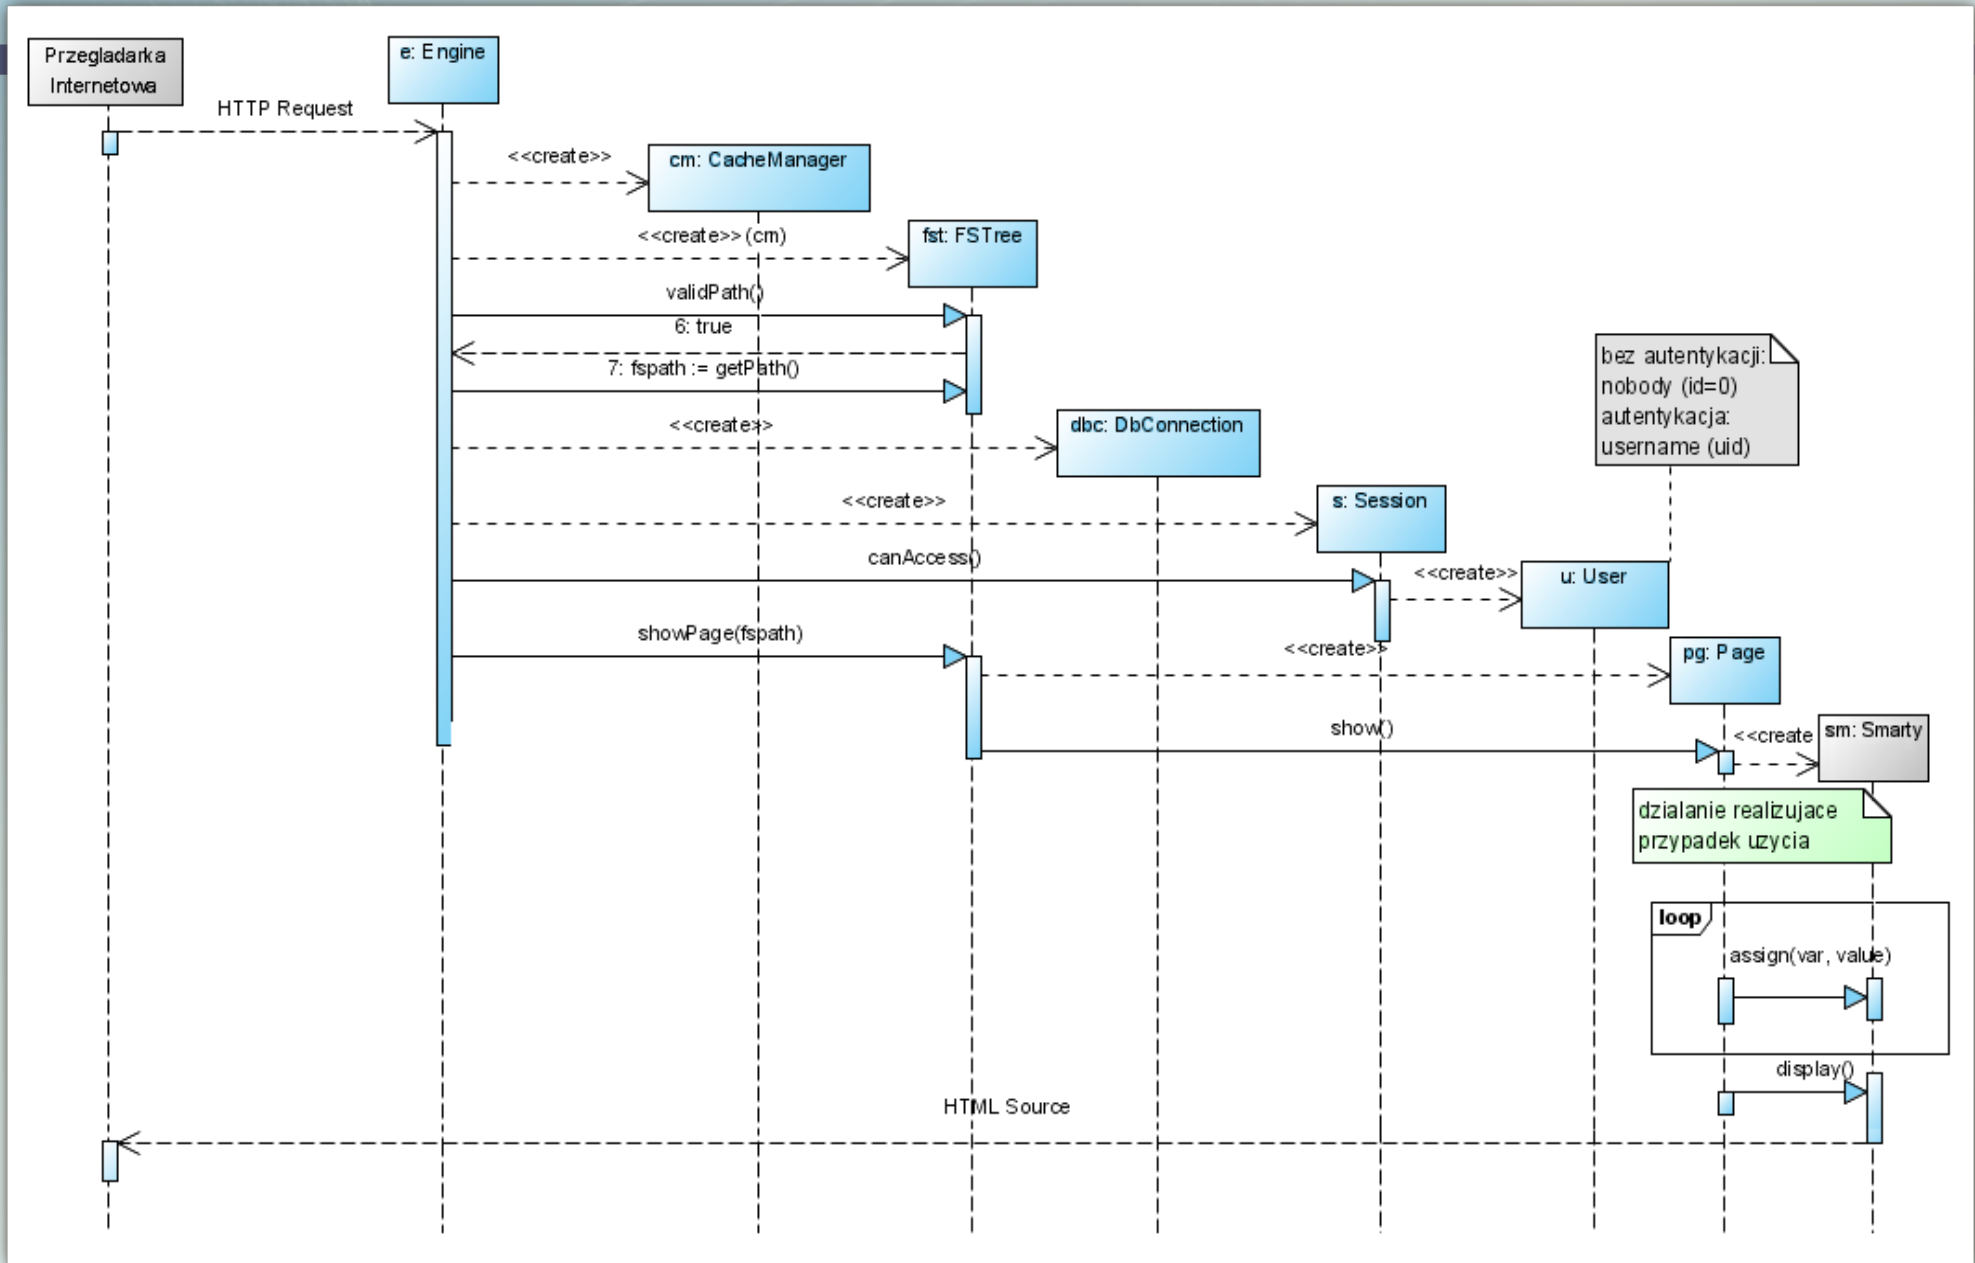 Przegladarka
Internetowa
e: Engine
HTTP Request
<<create>>
cm: CacheManager
<<create>> (cm)
fst: FSTree
validPath()
6: true
7: fspath := getPath()
bez autentykacji:
nobody (id=0)
autentykacja:
username (uid)
<<create>>
dbc: DbConnection
<<create>>
s: Session
canAccess()
<<create>>
u: User
showPage(fspath)
<<create>>
pg: Page
show()
<<create
sm: Smarty
dzialanie realizujace
przypadek uzycia
loop
assign(var, value)
display()
HTML Source